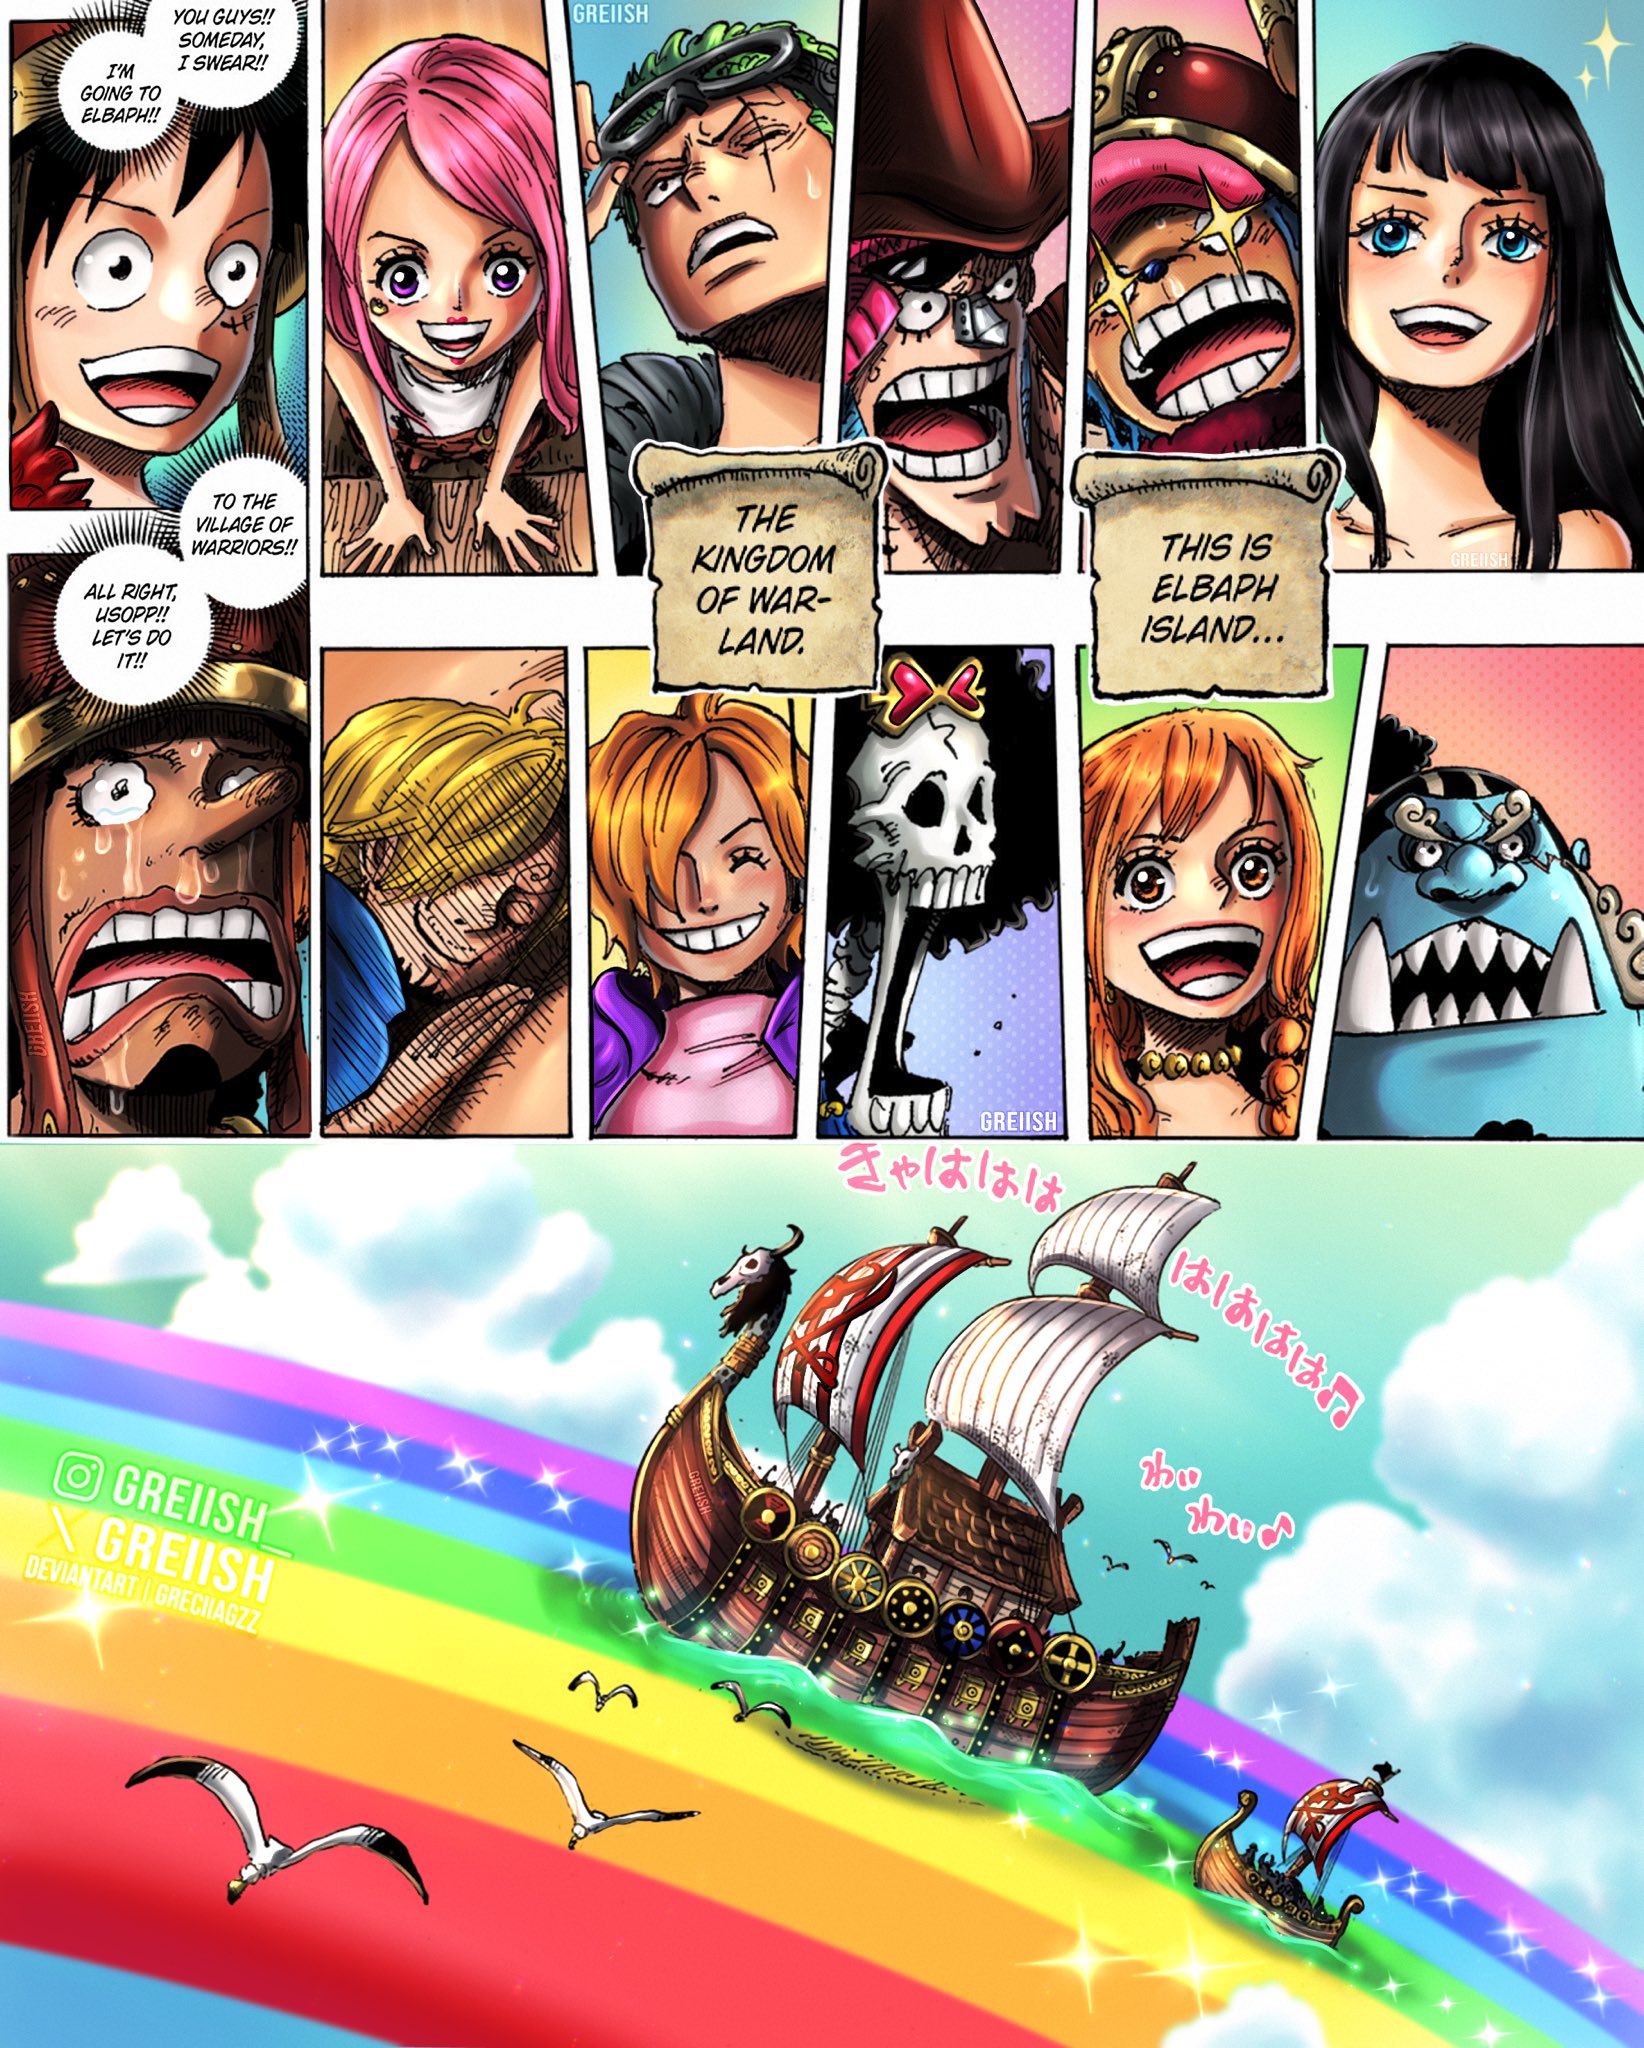 YOU GUYS!!
SOMEDAY,
I SWEAR!!
I'M
GOING TO
ELBAPH!!
GREIISH
TO THE
VILLAGE OF
WARRIORS!!
ALL RIGHT,
USOPP!!
LET'S DO
IT!!
GREIISH
THE
KINGDOM
OF WAR-
LAND.
THIS IS
ELBAPH
ISLAND...
GREIISH
GREIISH
きゃははは
はははは♫
わい
わい♪
GREIISH_
X GREIISH
DEVIANTART | GRECIIAGZZ
GREIISH